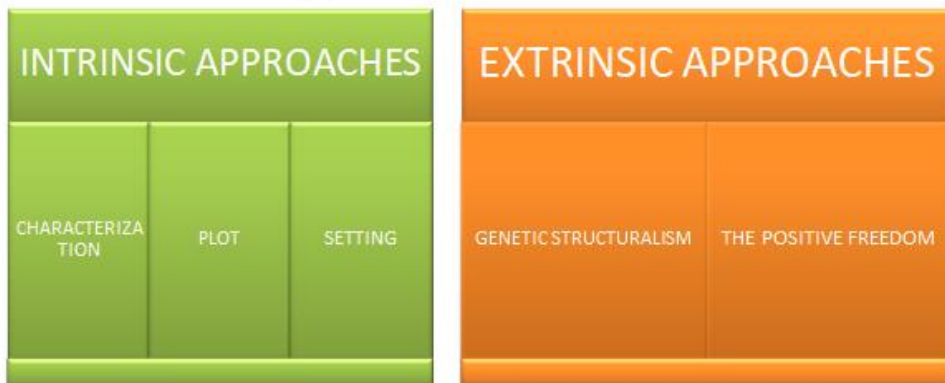 INTRINSIC APPROACHES
CHARACTERIZA
TION
PLOT
SETTING
EXTRINSIC APPROACHES
GENETIC STRUCTURALISM
THE POSITIVE FREEDOM